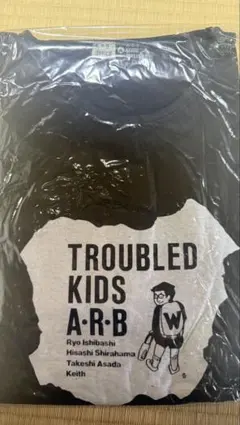 TROUBLED
KIDS
A·R·B
Ryo Ishibashi
Hisashi Shirahama
Takeshi Asada
Keith
W